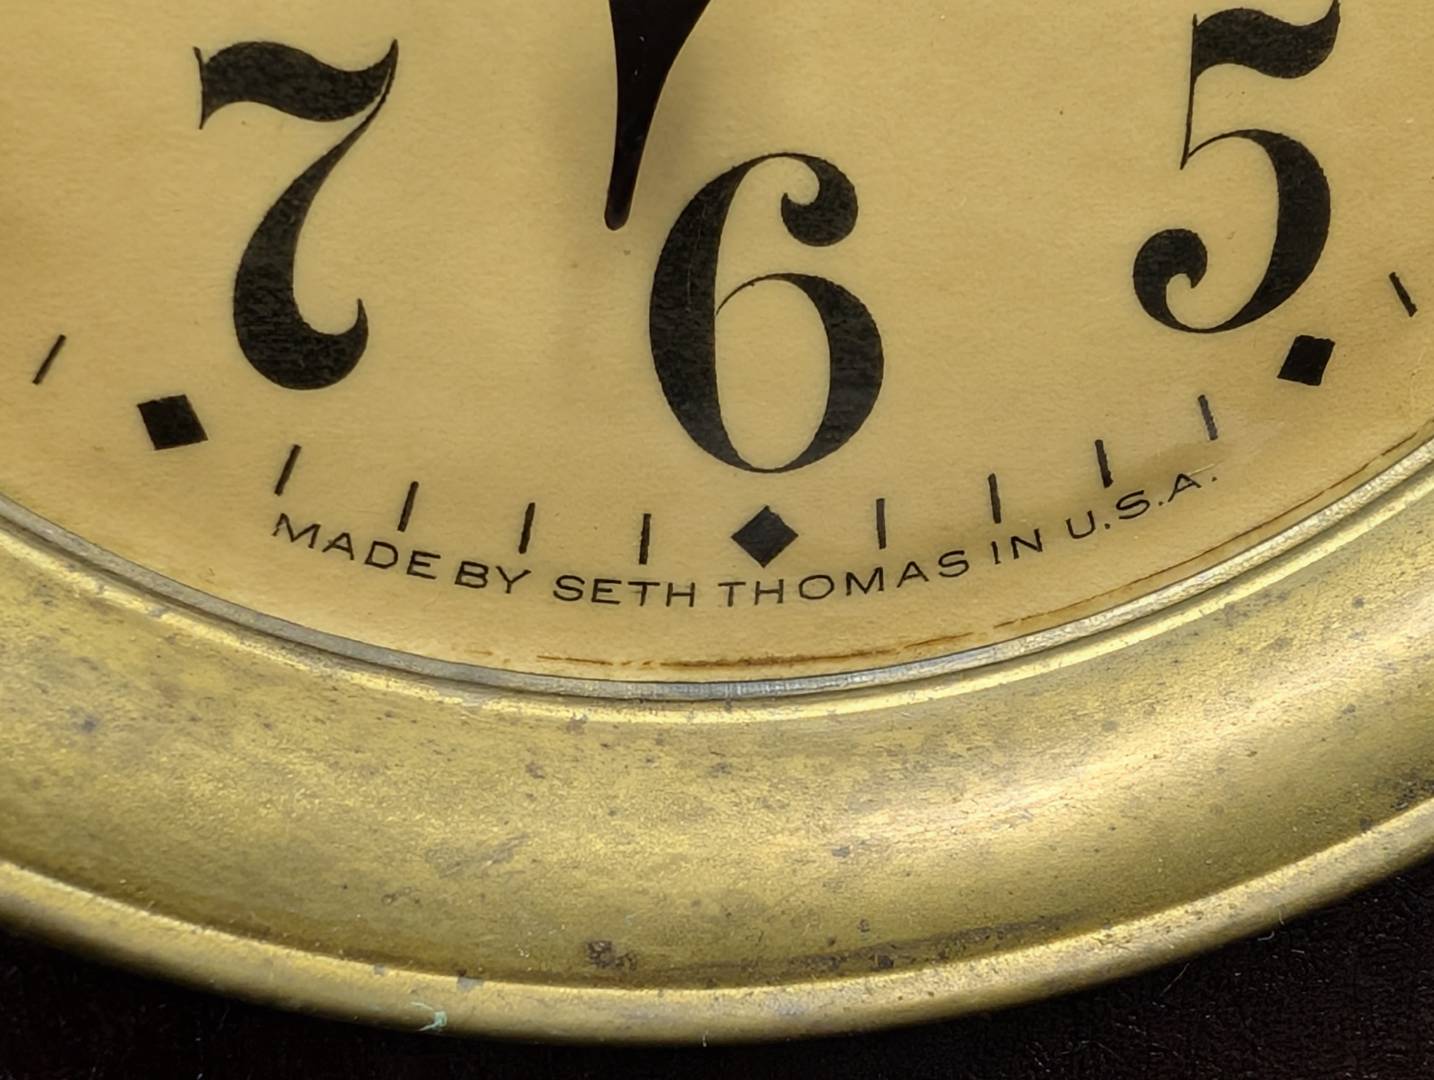 7 6 5
MADE BY SETH THOMAS IN U.S.A.